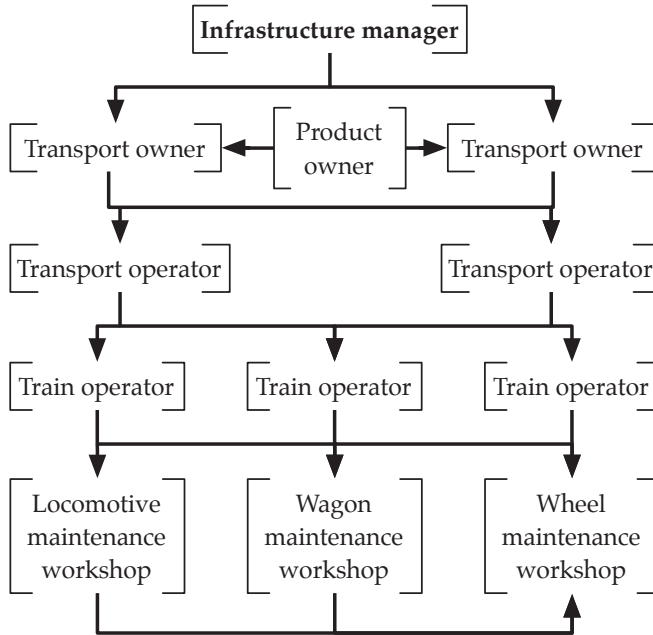 Infrastructure manager
Transport owner
Product
owner
Transport owner
Transport operator
Transport operator
Train operator
Train operator
Train operator
Locomotive
maintenance
workshop
Wagon
maintenance
workshop
Wheel
maintenance
workshop